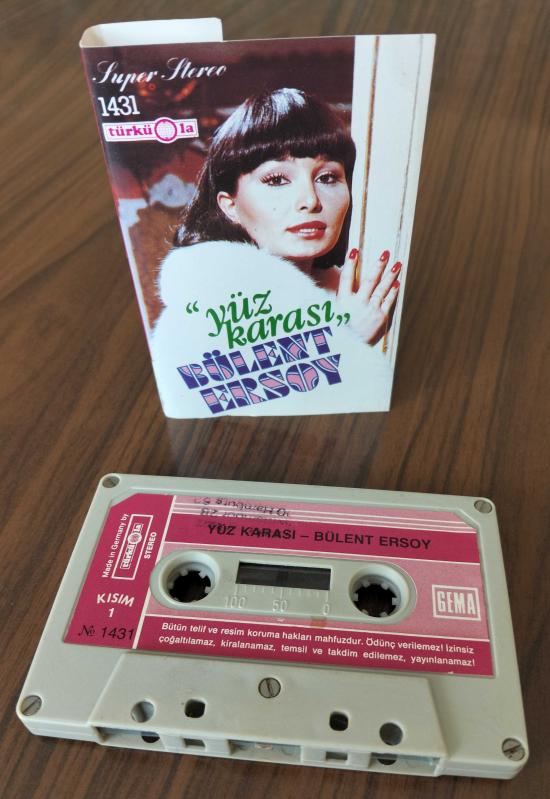 Super Stereo
1431
türküola
“yüz
karası„
BÜLENT
ERSOY
YÜZ KARASI – BÜLENT ERSOY
Made in Germany by
türküola
STEREO
KISIM
1
№ 1431
100 50 0
GEMA
Bütün telif ve resim koruma hakları mahfuzdur. Ödünç verilemez! İzinsiz
çoğaltılamaz, kiralanamaz, temsil ve takdim edilemez, yayınlanamaz!